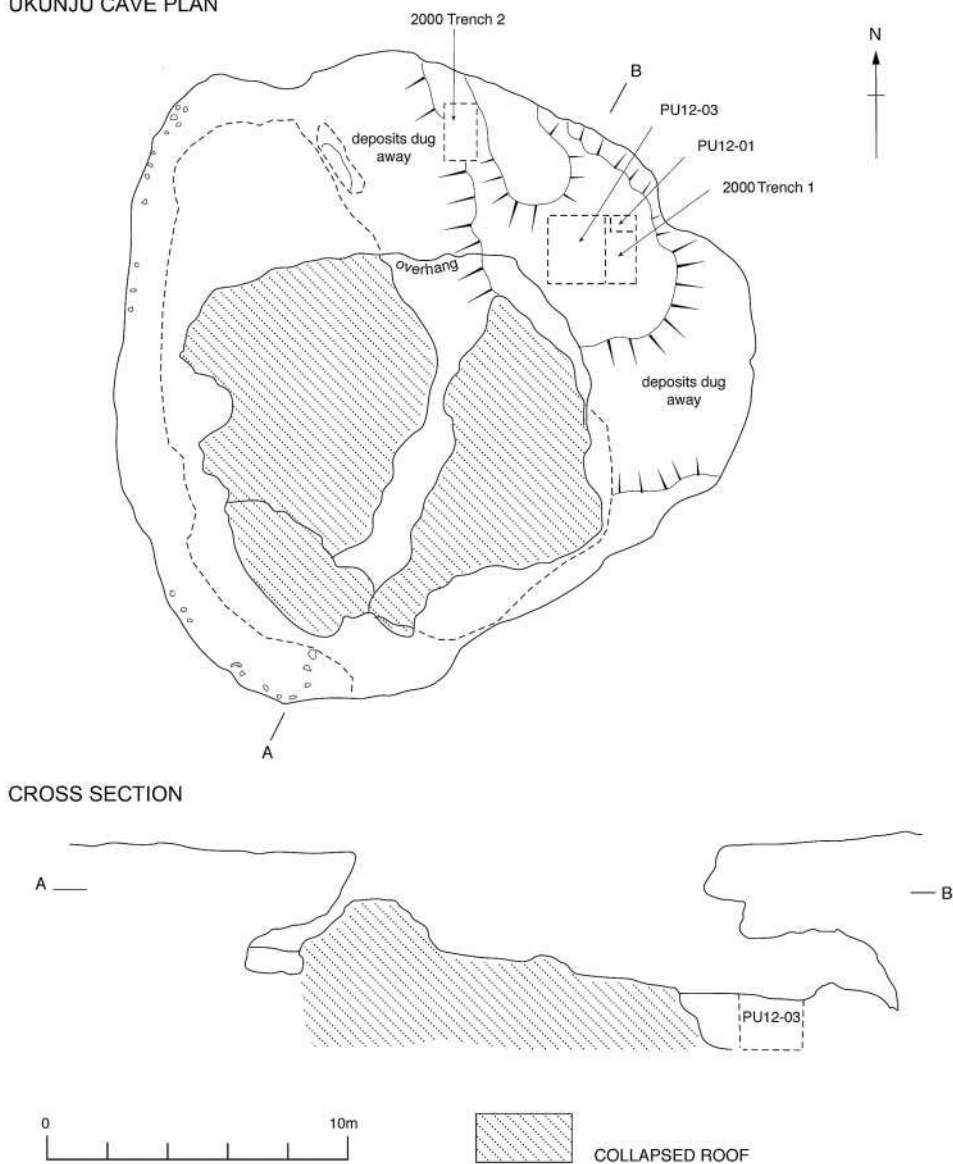 UKUNJU CAVE PLAN
2000 Trench 2
N
B
PU12-03
PU12-01
2000 Trench 1
deposits dug
away
overhang
deposits dug
away
A
CROSS SECTION
A
B
PU12-03
0
10m
COLLAPSED ROOF